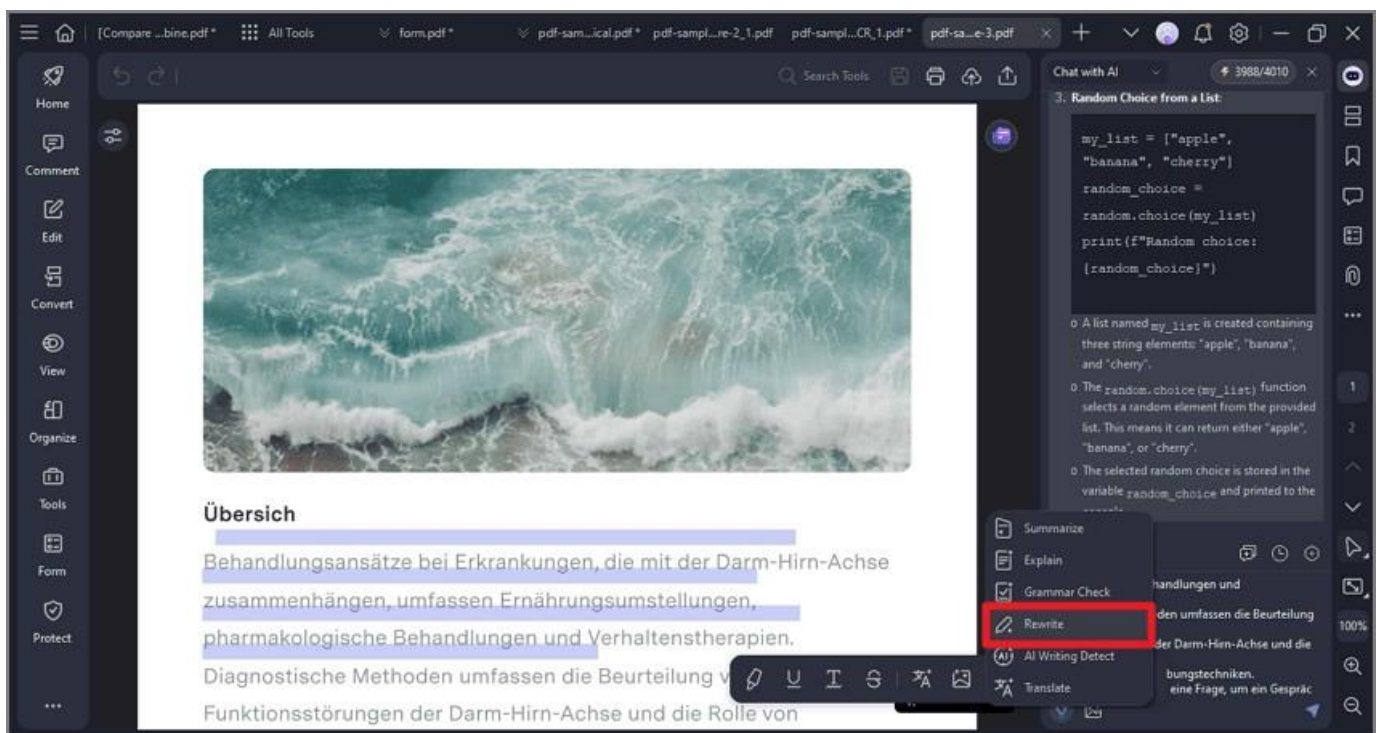 [Compare ...bine.pdf *
All Tools
form.pdf *
pdf-sam...ical.pdf *
pdf-sampl...re-2_1.pdf
pdf-sampl...CR_1.pdf *
pdf-sa...e-3.pdf
Home
Comment
Edit
Convert
View
Organize
Tools
Form
Protect
Search Tools
Übersich
Behandlungsansätze bei Erkrankungen, die mit der Darm-Hirn-Achse
zusammenhängen, umfassen Ernährungsumstellungen,
pharmakologische Behandlungen und Verhaltenstherapien.
Diagnostische Methoden umfassen die Beurteilung
Funktionsstörungen der Darm-Hirn-Achse und die Rolle von
Chat with AI
3988/4010
3. Random Choice from a List:
my_list = ["apple",
"banana", "cherry"]
random_choice =
random.choice(my_list)
print(f"Random choice:
{random_choice}")
o A list named my_list is created containing
three string elements: "apple", "banana",
and "cherry".
o The random.choice(my_list) function
selects a random element from the provided
list. This means it can return either "apple",
"banana", or "cherry".
o The selected random choice is stored in the
variable random_choice and printed to the
Summarize
Explain
Grammar Check
Rewrite
AI Writing Detect
Translate
handlungen und
den umfassen die Beurteilung
der Darm-Hirn-Achse und die
bungstechniken.
eine Frage, um ein Gespräc
1
2
100%